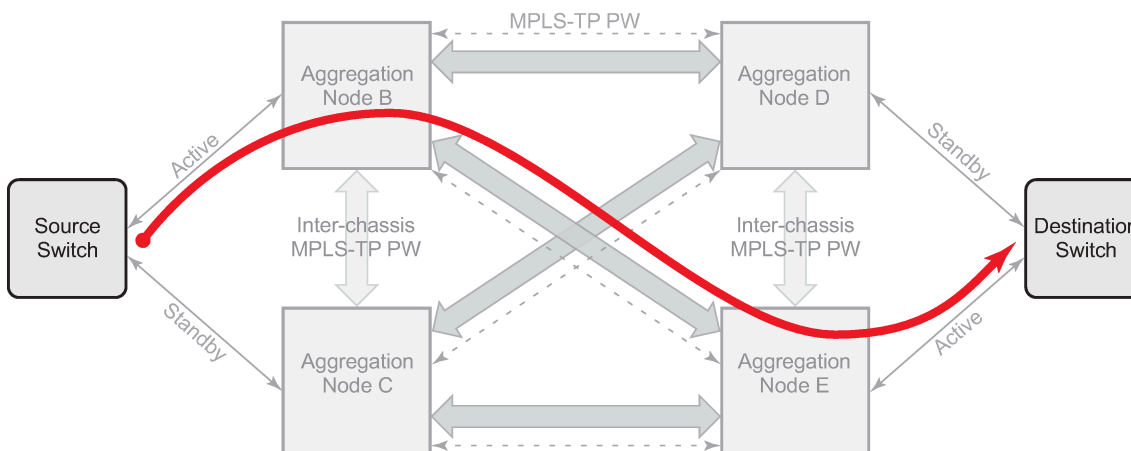 MPLS-TP PW
Aggregation
Node B
Aggregation
Node D
Active
Standby
Source
Switch
Inter-chassis
MPLS-TP PW
Inter-chassis
MPLS-TP PW
Destination
Switch
Standby
Active
Aggregation
Node C
Aggregation
Node E